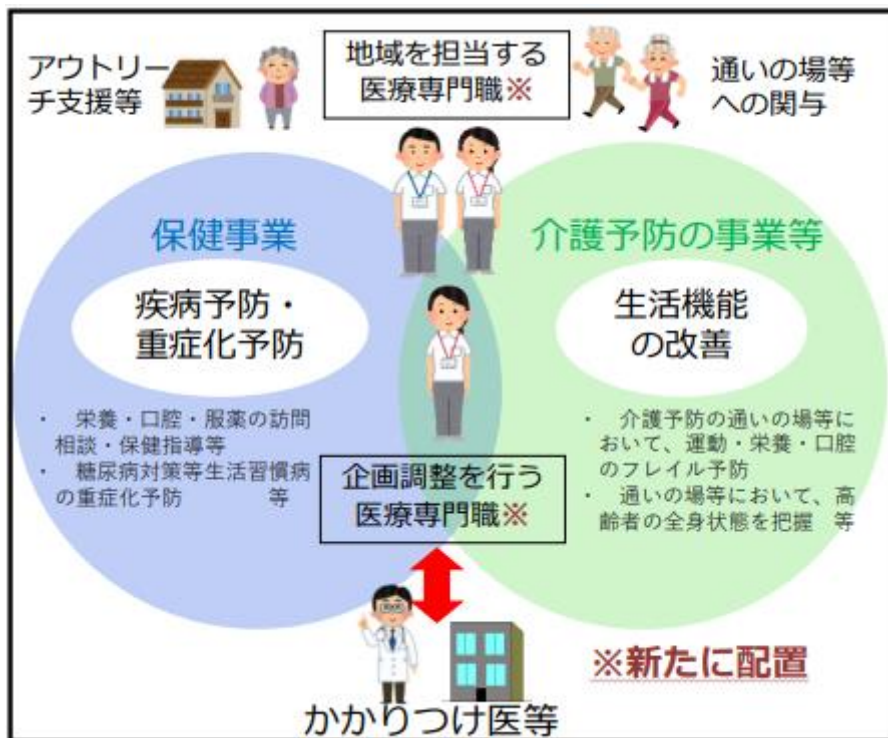 アウトリー
チ支援等
地域を担当する
医療専門職※
通いの場等
への関与
保健事業
介護予防の事業等
疾病予防・
重症化予防
生活機能
の改善
・　栄養・口腔・服薬の訪問
相談・保健指導等
・　糖尿病対策等生活習慣病
の重症化予防　　　　等
・　介護予防の通いの場等に
おいて、運動・栄養・口腔
のフレイル予防
・　通いの場等において、高
齢者の全身状態を把握　等
企画調整を行う
医療専門職※
※新たに配置
かかりつけ医等